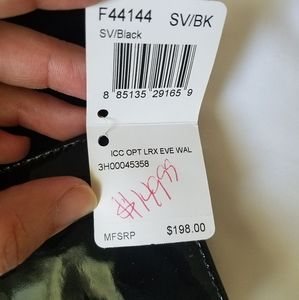 F44144 SV/BK
SV/Black
8 85135 29165 9
ICC OPT LRX EVE WAL
3H00045358
$149.99
MFSRP $198.00